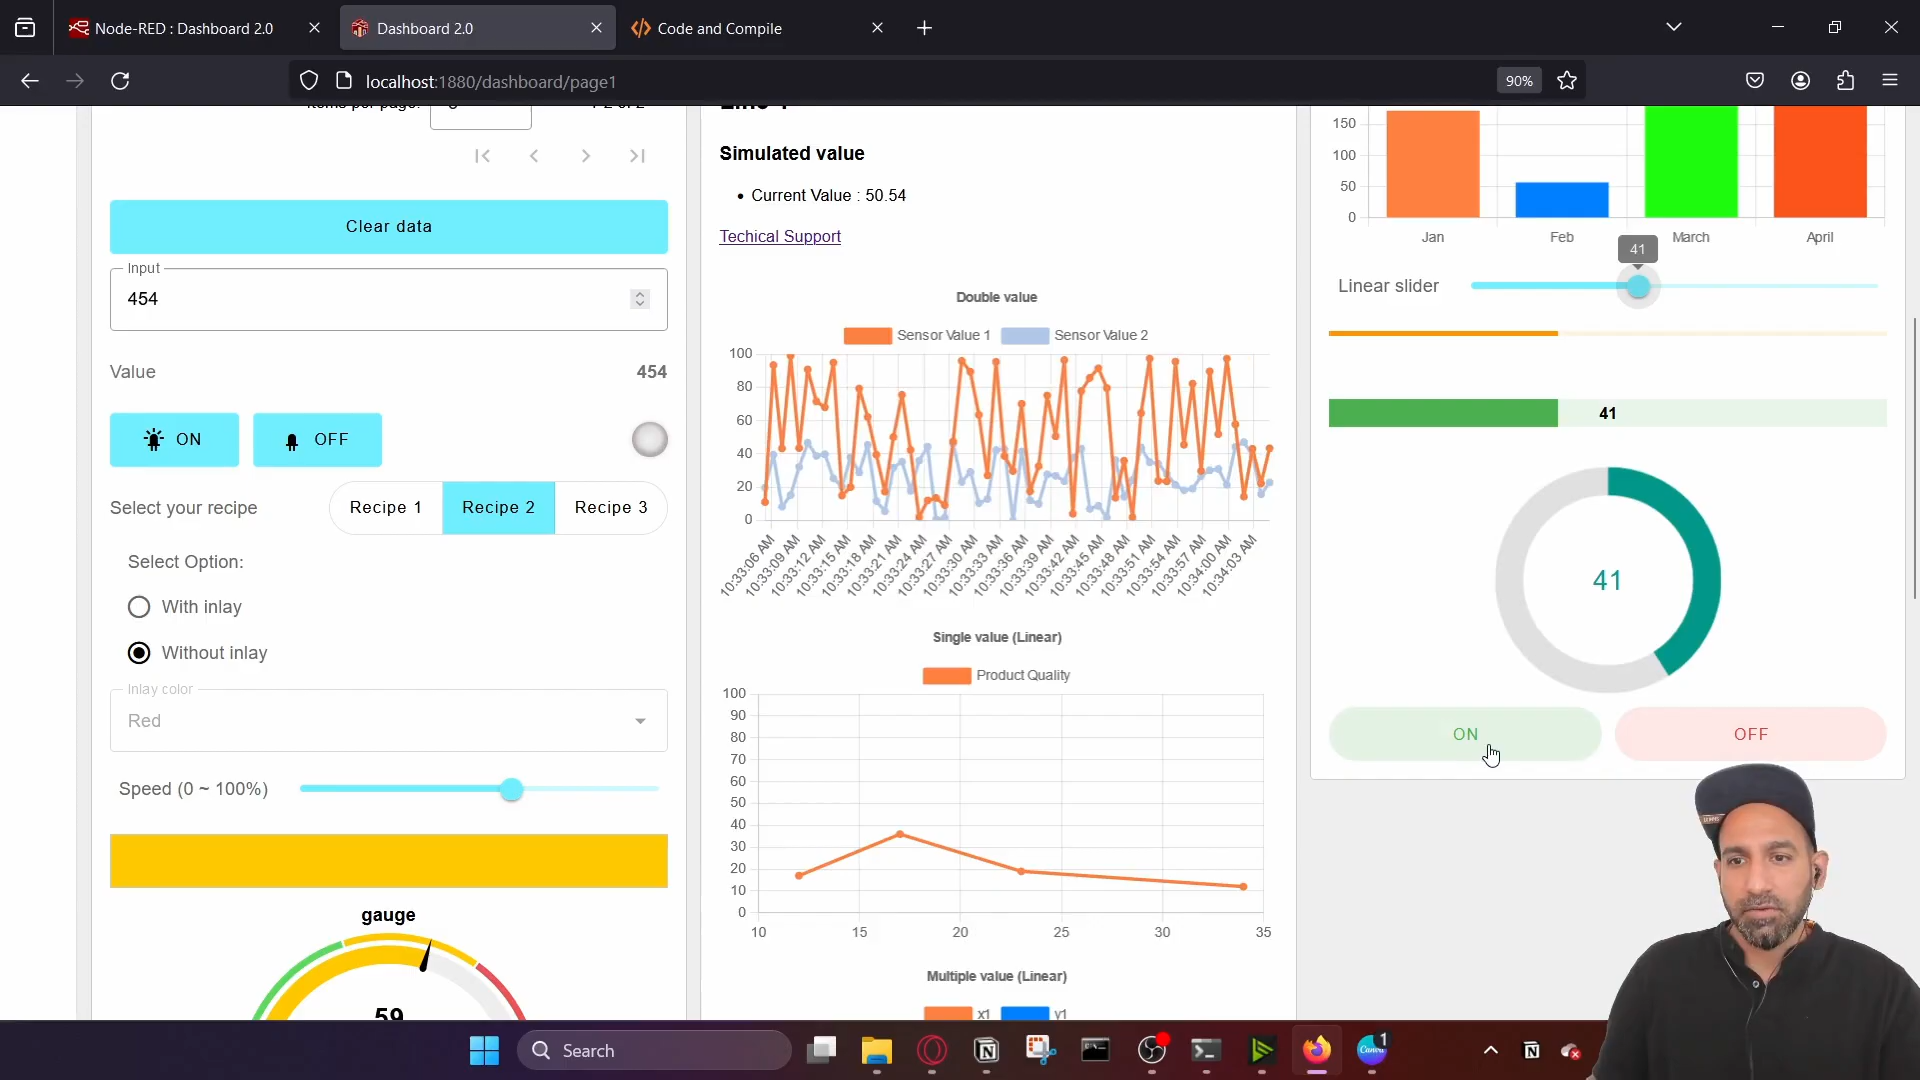 Node-RED : Dashboard 2.0
Dashboard 2.0
Code and Compile
localhost:1880/dashboard/page1
90%
Simulated value
Current Value : 50.54
Techical Support
Clear data
Input
454
Value
454
ON
OFF
Select your recipe
Recipe 1
Recipe 2
Recipe 3
Select Option:
With inlay
Without inlay
Inlay color
Red
Speed (0 ~ 100%)
gauge
59
Double value
Sensor Value 1
Sensor Value 2
100
80
60
40
20
0
10:33:06 AM
10:33:09 AM
10:33:12 AM
10:33:15 AM
10:33:18 AM
10:33:21 AM
10:33:24 AM
10:33:27 AM
10:33:30 AM
10:33:33 AM
10:33:36 AM
10:33:39 AM
10:33:42 AM
10:33:45 AM
10:33:48 AM
10:33:51 AM
10:33:54 AM
10:33:57 AM
10:34:00 AM
10:34:03 AM
Single value (Linear)
Product Quality
100
90
80
70
60
50
40
30
20
10
0
10
15
20
25
30
35
Multiple value (Linear)
x1
y1
150
100
50
0
Jan
Feb
March
April
41
Linear slider
41
41
ON
OFF
Search
Canva
1